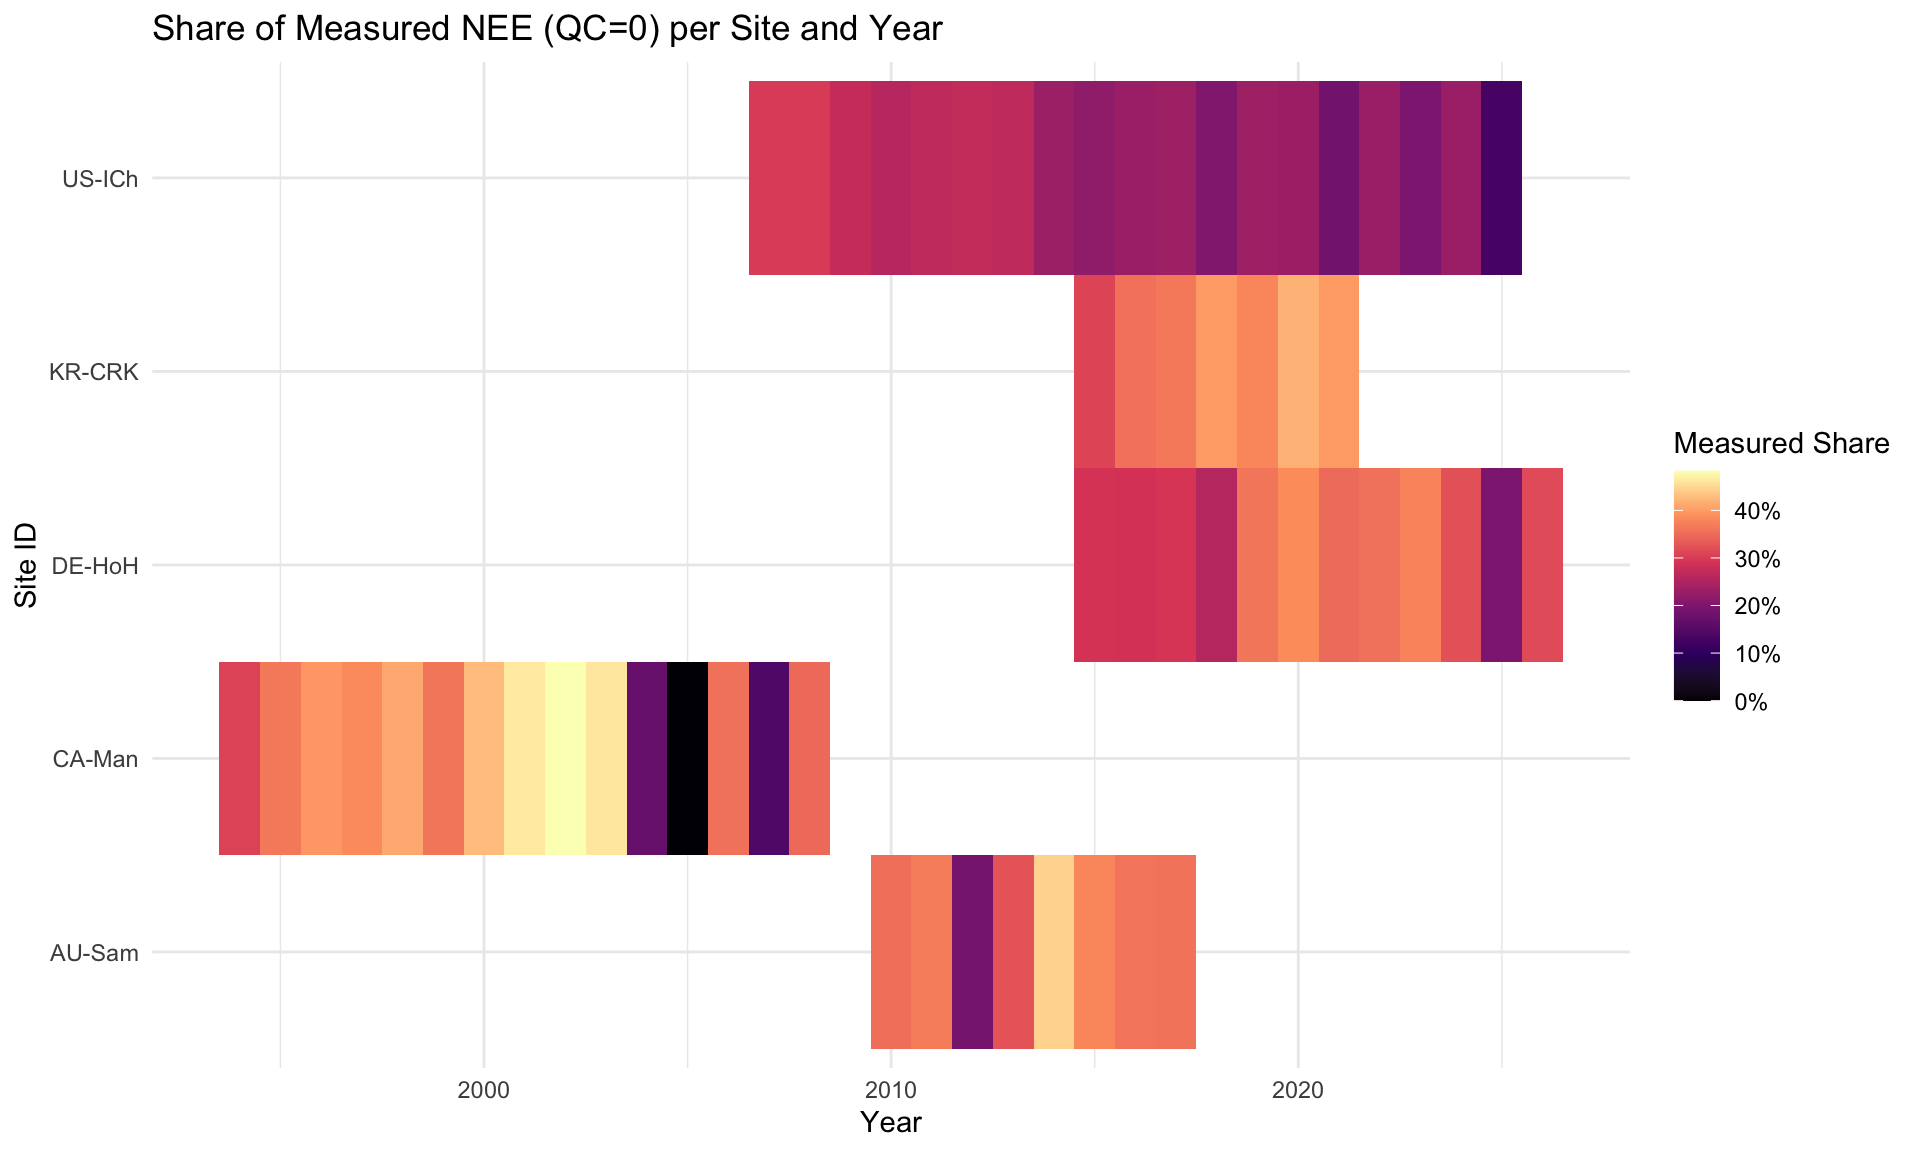 Share of Measured NEE (QC=0) per Site and Year
US-ICh
KR-CRK
DE-HoH
CA-Man
AU-Sam
Site ID
2000
2010
2020
Year
Measured Share
40%
30%
20%
10%
0%